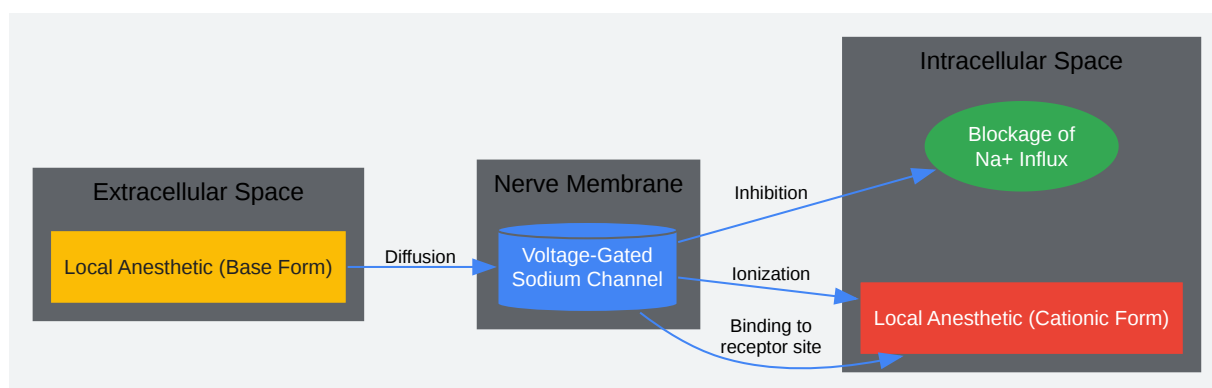 Extracellular Space
Local Anesthetic (Base Form)
Diffusion
Nerve Membrane
Voltage-Gated
Sodium Channel
Inhibition
Ionization
Binding to
receptor site
Intracellular Space
Blockage of
Na+ Influx
Local Anesthetic (Cationic Form)